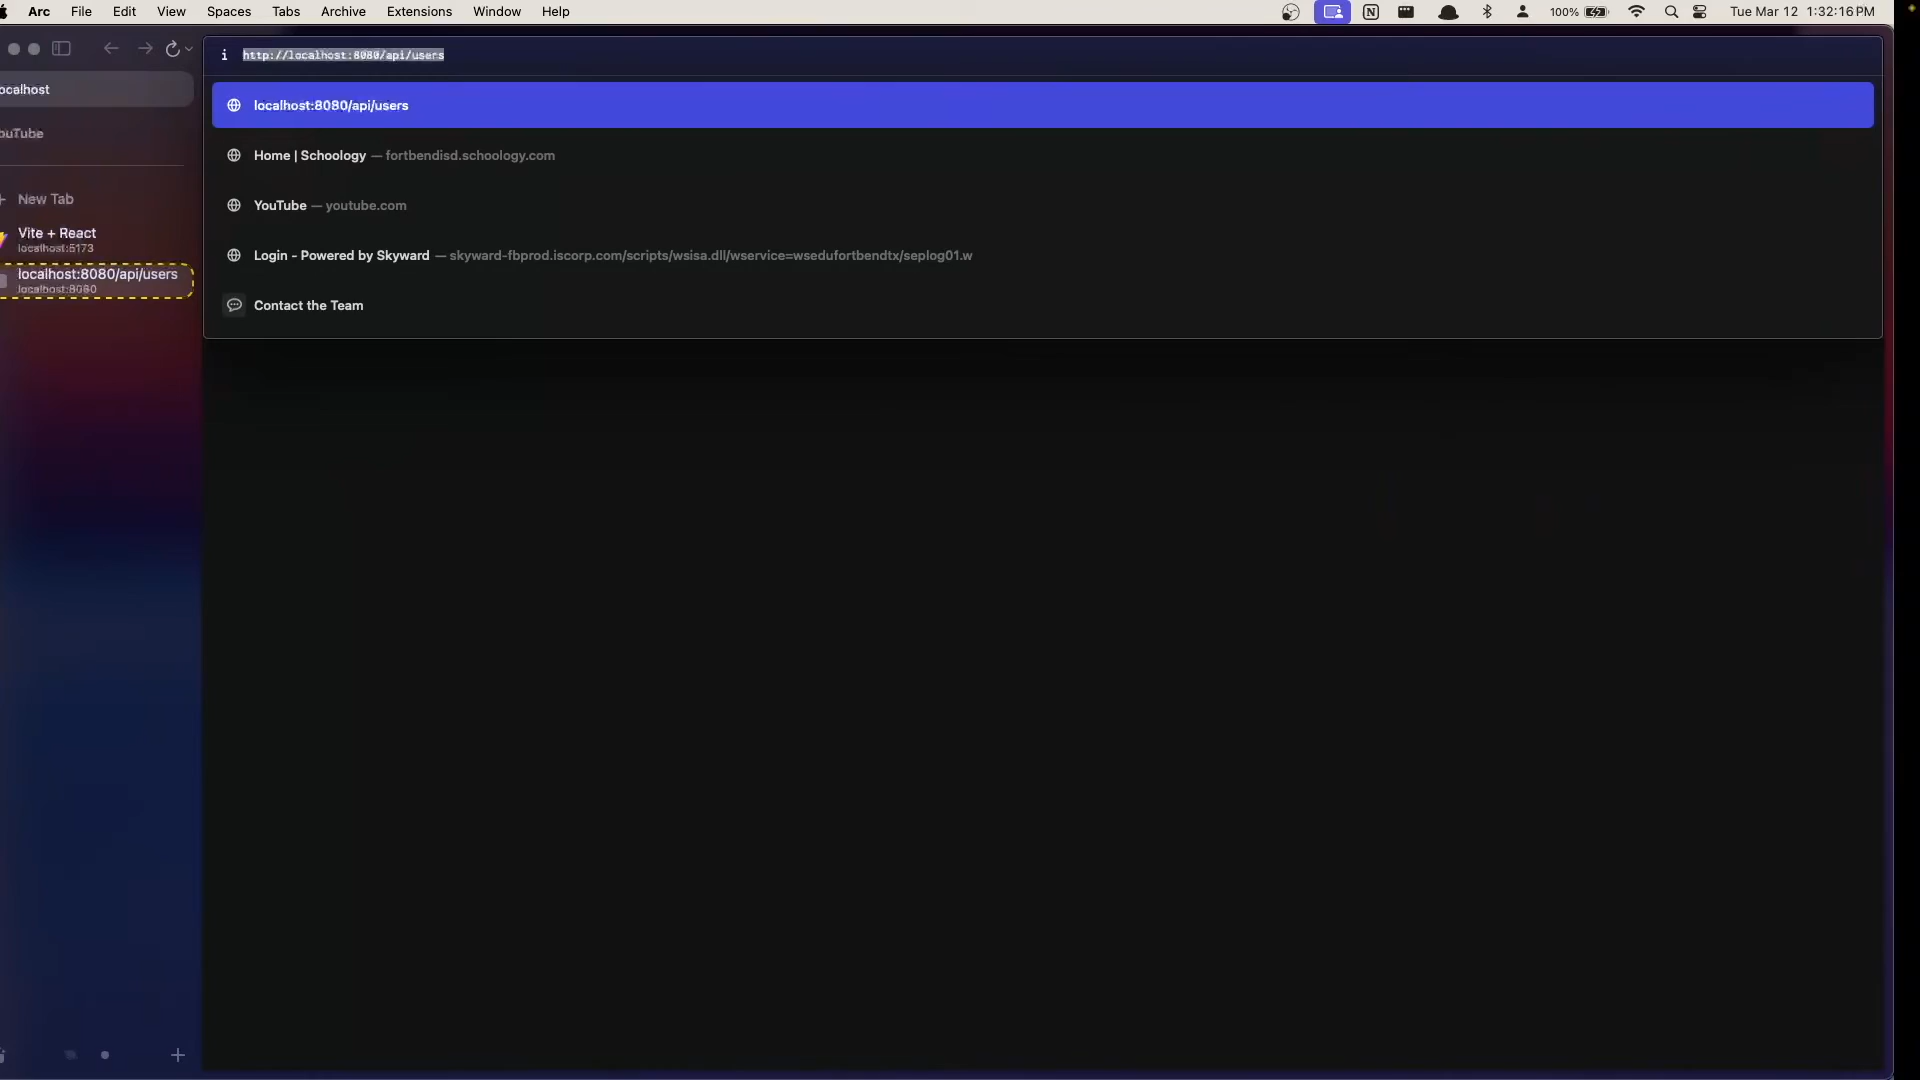 Arc File Edit View Spaces Tabs Archive Extensions Window Help 100% Tue Mar 12 1:32:16 PM
http://localhost:8080/api/users
ocalhost
localhost:8080/api/users
ouTube
Home | Schoology — fortbendisd.schoology.com
New Tab
YouTube — youtube.com
Vite + React
localhost:5173
Login - Powered by Skyward — skyward-fbprod.iscorp.com/scripts/wsisa.dll/wservice=wsedufortbendtx/seplog01.w
localhost:8080/api/users
localhost:8080
Contact the Team